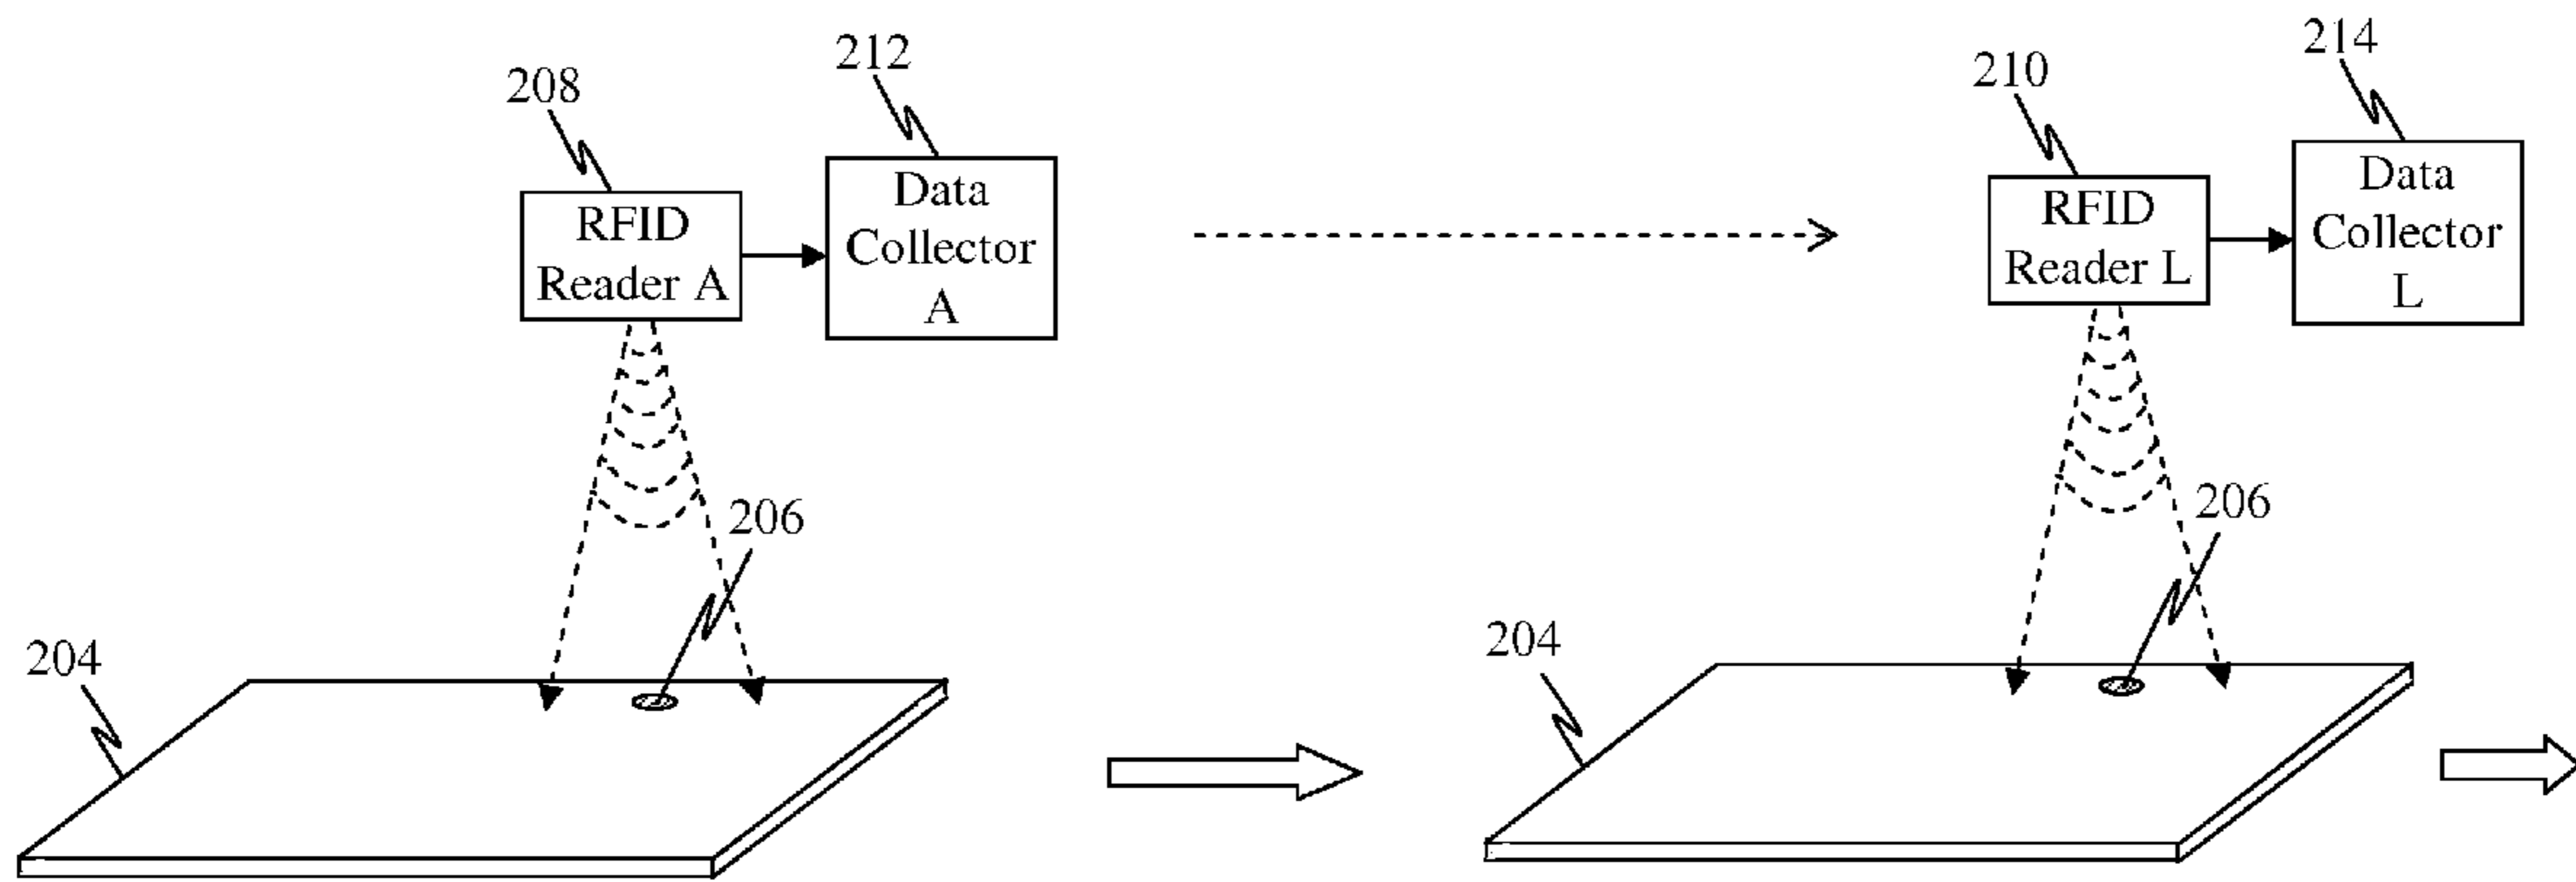 212
214
208
210
RFID
Reader A
Data
Collector
A
RFID
Reader L
Data
Collector
L
206
206
204
204